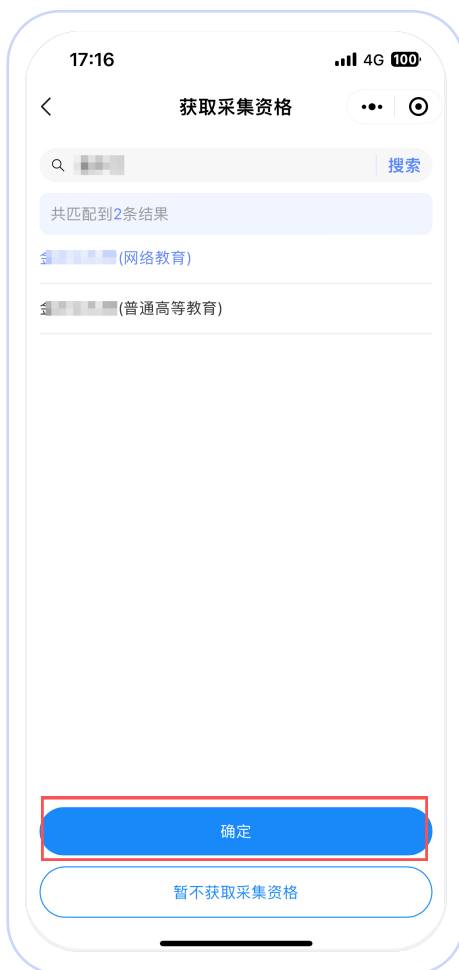 17:16 4G 100
获取采集资格
搜索
共匹配到2条结果
(网络教育)
(普通高等教育)
确定
暂不获取采集资格